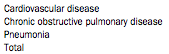 Cardiovascular disease
Chronic obstructive pulmonary disease
Pneumonia
Total